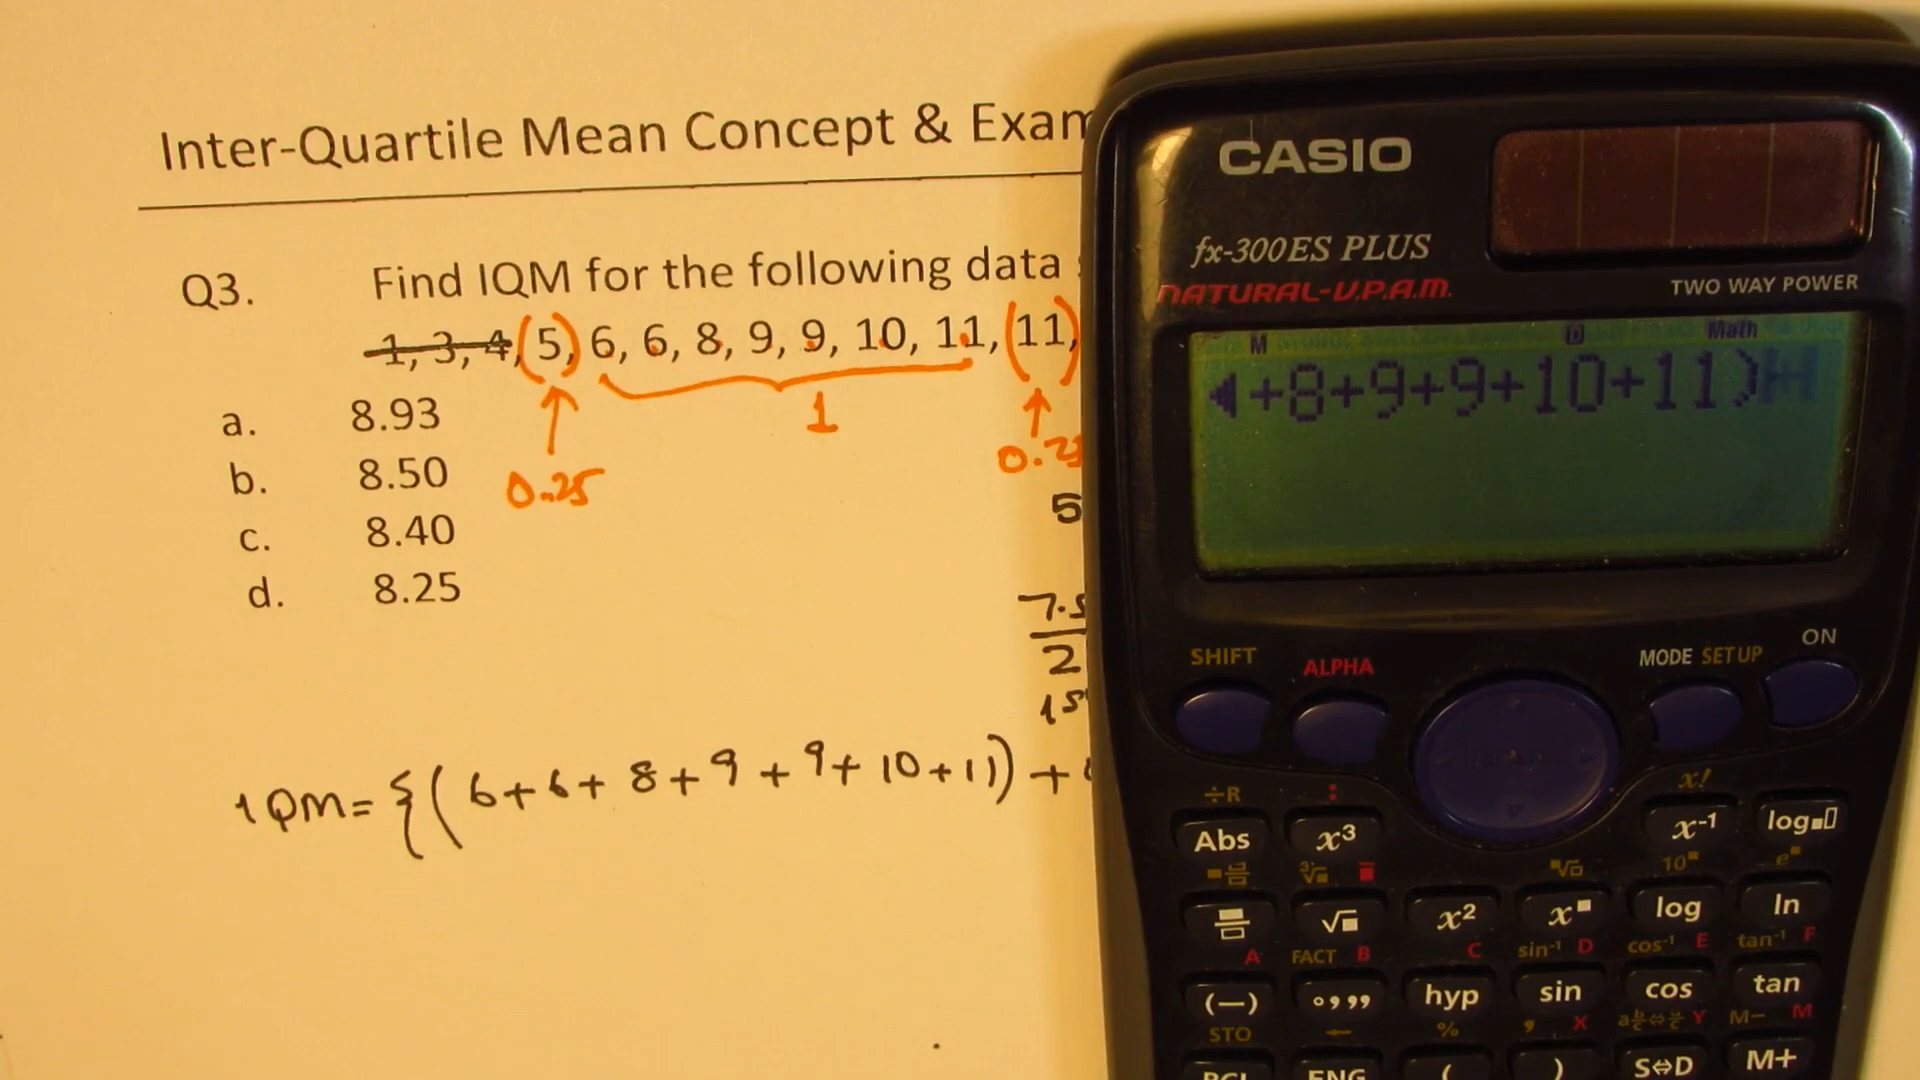 Inter-Quartile Mean Concept & Exam
Q3. Find IQM for the following data
1, 3, 4, (5), 6, 6, 8, 9, 9, 10, 11, (11),
1
0.25
a. 8.93
b. 8.50
c. 8.40
d. 8.25
5
7.5
2
IQM= {(6+6+8+9+9+10+11)+
CASIO
fx-300ES PLUS
NATURAL-V.P.A.M.
TWO WAY POWER
M D Math
+8+9+9+10+11)
SHIFT ALPHA MODE SETUP ON
÷R : x!
Abs x³ x⁻¹ log
³√ √ 10 e
√ x² x log ln
A FACT B C sin⁻¹ D cos⁻¹ E tan⁻¹ F
(—) °,,, hyp sin cos tan
STO ← % , X Y M− M
RCL ENG ( ) S⇔D M+